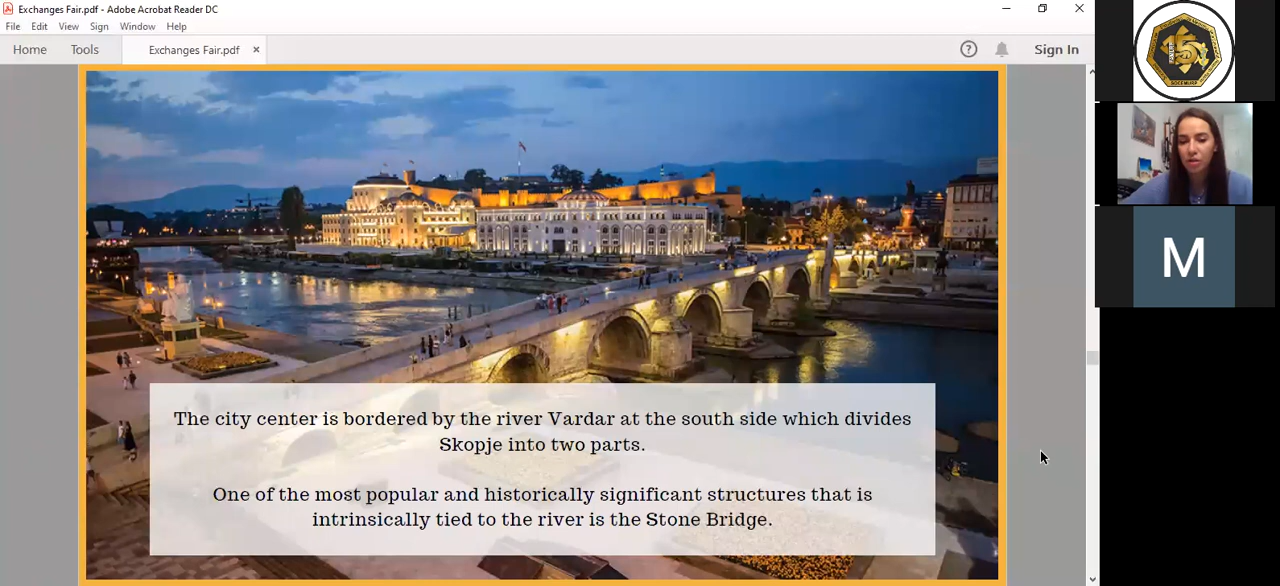 Exchanges Fair.pdf - Adobe Acrobat Reader DC
File Edit View Sign Window Help
Home Tools Exchanges Fair.pdf Sign In
The city center is bordered by the river Vardar at the south side which divides
Skopje into two parts.
One of the most popular and historically significant structures that is
intrinsically tied to the river is the Stone Bridge.
15
M